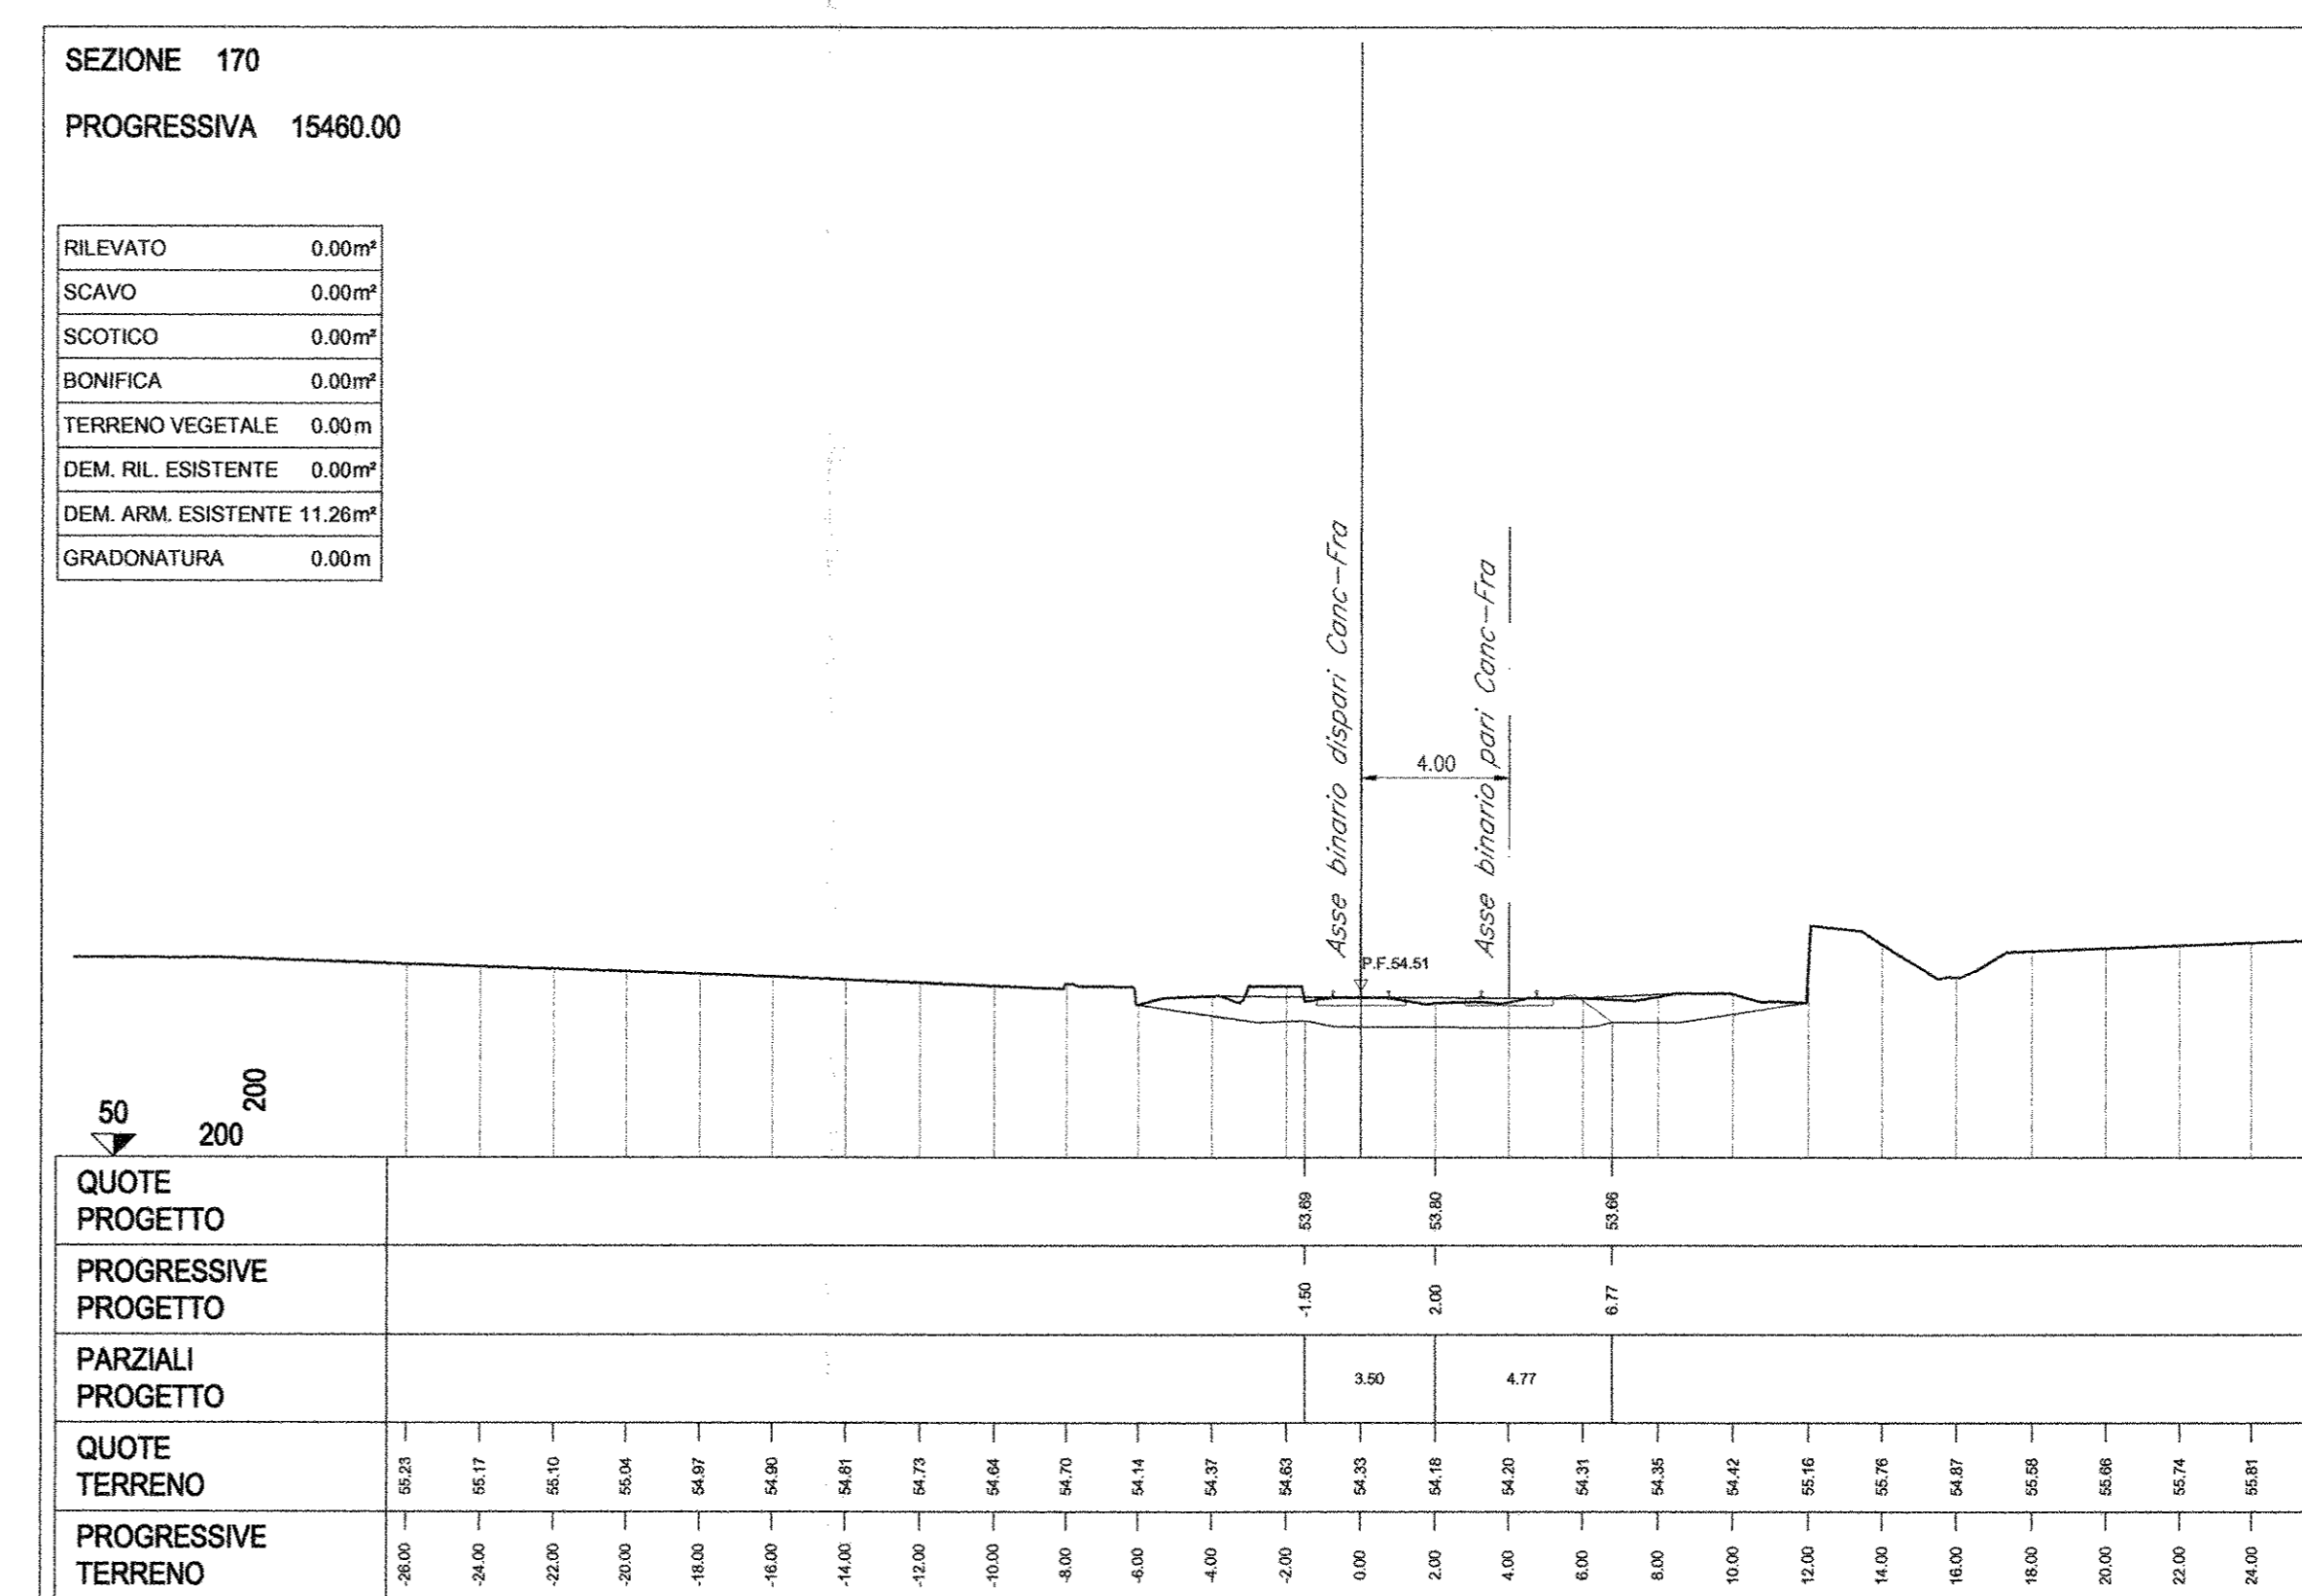 SEZIONE 170
PROGRESSIVA 15460.00
RILEVATO 0.00m²
SCAVO 0.00m²
SCOTICO 0.00m²
BONIFICA 0.00m²
TERRENO VEGETALE 0.00m
DEM. RIL. ESISTENTE 0.00m²
DEM. ARM. ESISTENTE 11.26m²
GRADONATURA 0.00m
Asse binario dispari Canc-Fra
Asse binario pari Canc-Fra
4.00
P.F.54.51
50
200
200
QUOTE
PROGETTO
53.69 53.80 53.66
PROGRESSIVE
PROGETTO
-1.50 2.00 6.77
PARZIALI
PROGETTO
3.50 4.77
QUOTE
TERRENO
55.23 55.17 55.10 55.04 54.97 54.90 54.81 54.73 54.64 54.70 54.14 54.37 54.63 54.33 54.18 54.20 54.31 54.35 54.42 55.16 55.76 54.87 55.58 55.66 55.74 55.81
PROGRESSIVE
TERRENO
-26.00 -24.00 -22.00 -20.00 -18.00 -16.00 -14.00 -12.00 -10.00 -8.00 -6.00 -4.00 -2.00 0.00 2.00 4.00 6.00 8.00 10.00 12.00 14.00 16.00 18.00 20.00 22.00 24.00